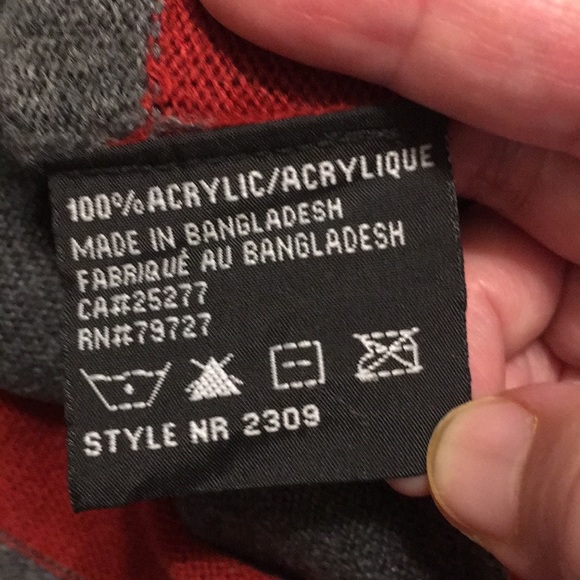 100% ACRYLIC/ACRYLIQUE
MADE IN BANGLADESH
FABRIQUÉ AU BANGLADESH
CA#25277
RN#79727
STYLE NR 2309